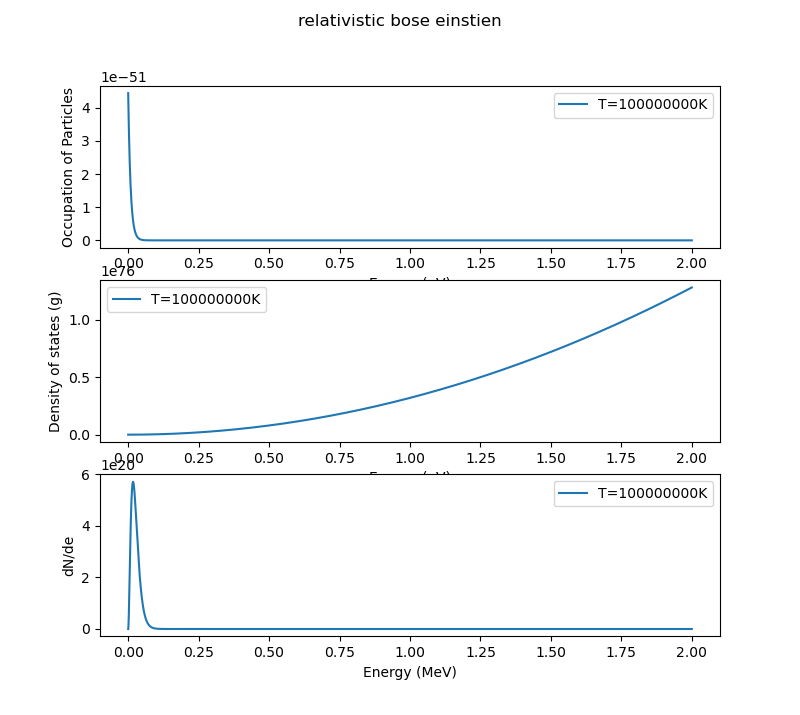 relativistic bose einstien
1e−51
Occupation of Particles
4
3
2
1
0
T=100000000K
0.00 0.25 0.50 0.75 1.00 1.25 1.50 1.75 2.00
1e76
Density of states (g)
1.0
0.5
0.0
T=100000000K
0.00 0.25 0.50 0.75 1.00 1.25 1.50 1.75 2.00
1e20
dN/de
6
4
2
0
T=100000000K
0.00 0.25 0.50 0.75 1.00 1.25 1.50 1.75 2.00
Energy (MeV)